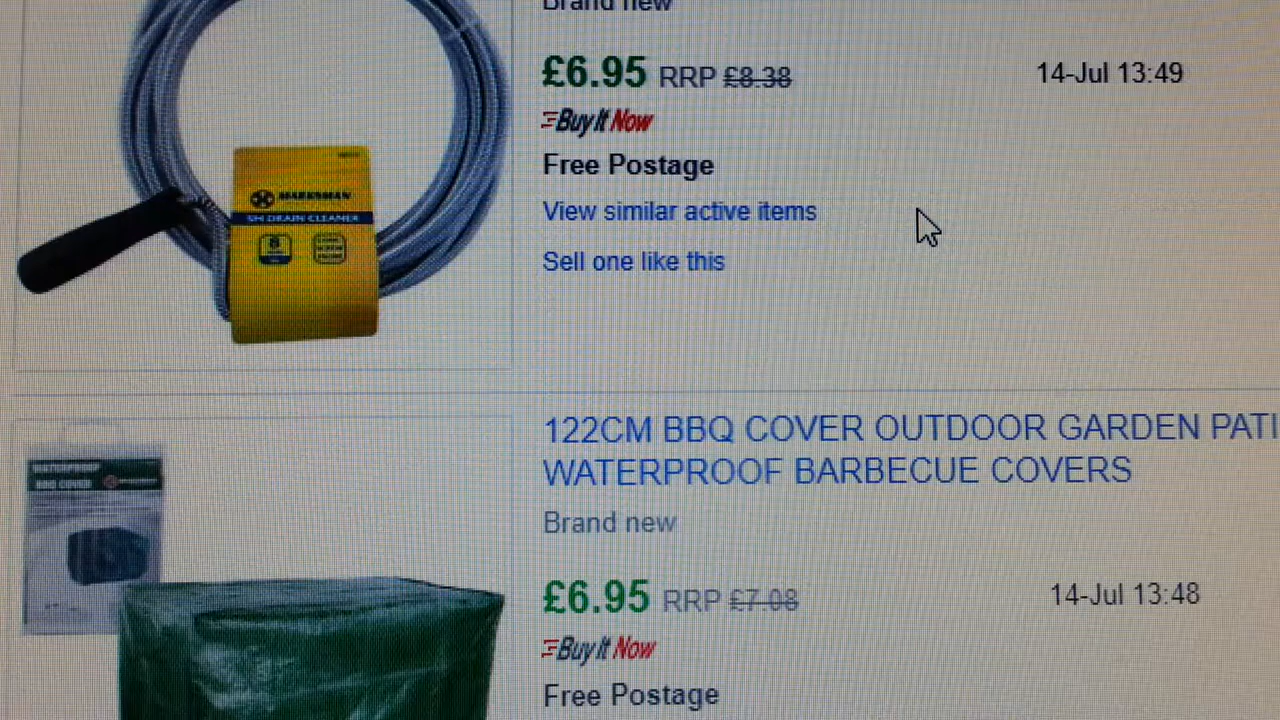 Brand new
£6.95 RRP £8.38
14-Jul 13:49
Buy It Now
Free Postage
View similar active items
Sell one like this
MARKSMAN
5M DRAIN CLEANER
8
122CM BBQ COVER OUTDOOR GARDEN PATI
WATERPROOF BARBECUE COVERS
Brand new
£6.95 RRP £7.08
14-Jul 13:48
Buy It Now
Free Postage
WATERPROOF
BBQ COVER